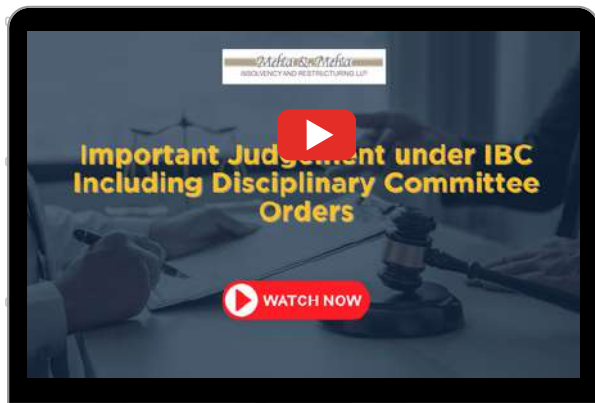 Mehta & Mehta
INSOLVENCY AND RESTRUCTURING LLP
Important Judgement under IBC
Including Disciplinary Committee
Orders
WATCH NOW